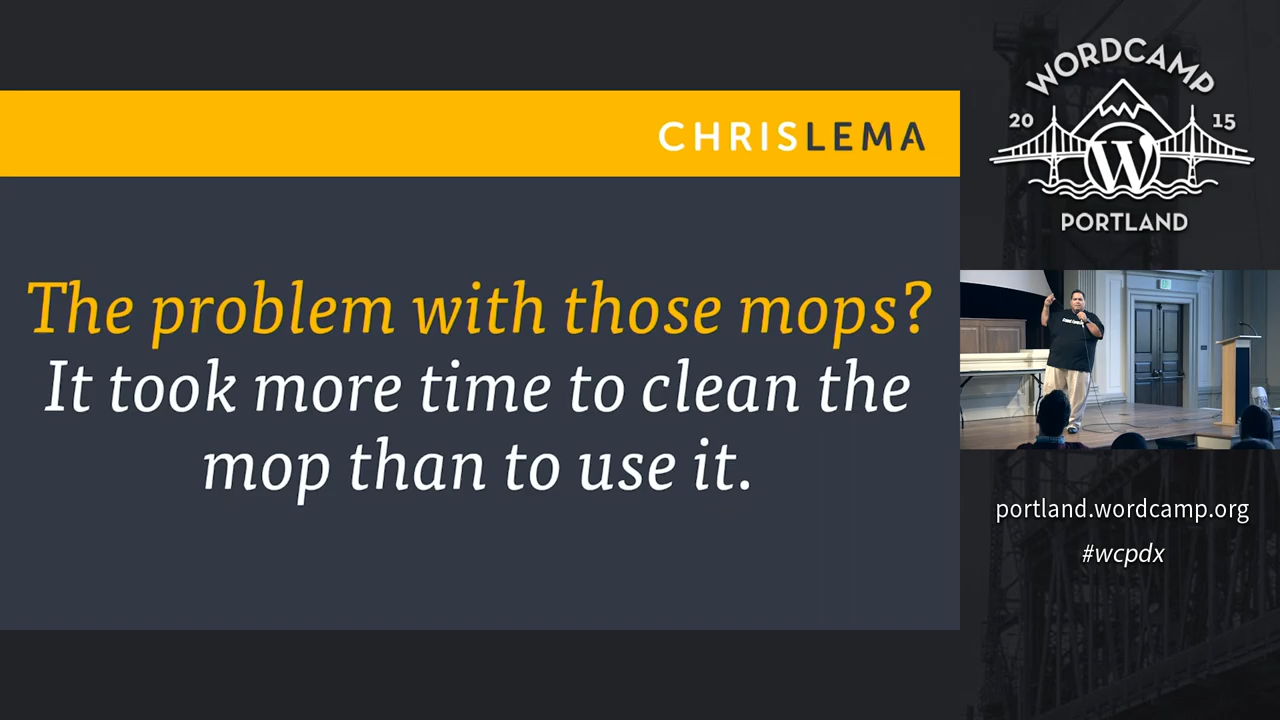 CHRISLEMA
The problem with those mops?
It took more time to clean the
mop than to use it.
WORDCAMP
20 15
W
PORTLAND
portland.wordcamp.org
#wcpdx